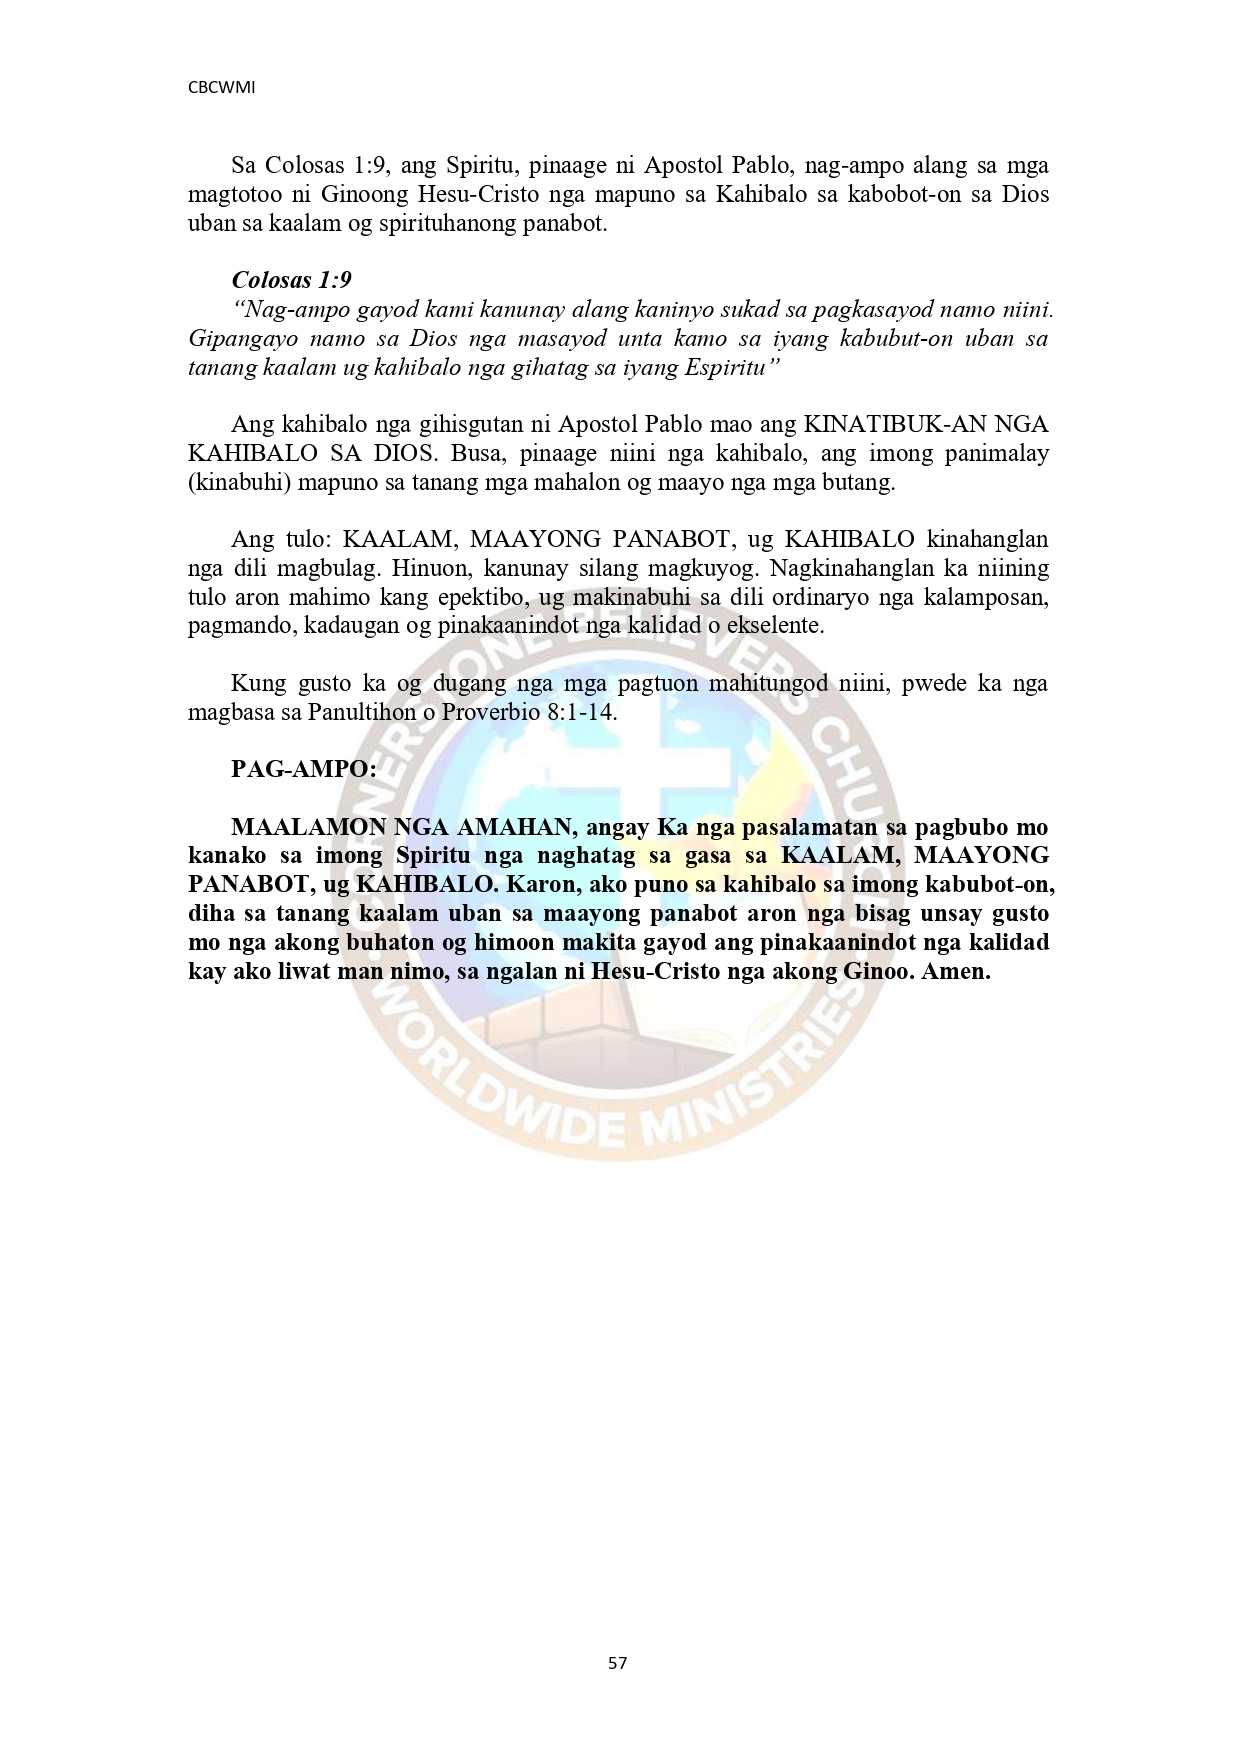 CBCWMI
Sa Colosas 1:9, ang Spiritu, pinaage ni Apostol Pablo, nag-ampo alang sa mga
magtotoo ni Ginoong Hesu-Cristo nga mapuno sa Kahibalo sa kabobot-on sa Dios
uban sa kaalam og spirituhanong panabot.
Colosas 1:9
“Nag-ampo gayod kami kanunay alang kaninyo sukad sa pagkasayod namo niini.
Gipangayo namo sa Dios nga masayod unta kamo sa iyang kabubut-on uban sa
tanang kaalam ug kahibalo nga gihatag sa iyang Espiritu”
Ang kahibalo nga gihisgutan ni Apostol Pablo mao ang KINATIBUK-AN NGA
KAHIBALO SA DIOS. Busa, pinaage niini nga kahibalo, ang imong panimalay
(kinabuhi) mapuno sa tanang mga mahalon og maayo nga mga butang.
Ang tulo: KAALAM, MAAYONG PANABOT, ug KAHIBALO kinahanglan
nga dili magbulag. Hinuon, kanunay silang magkuyog. Nagkinahanglan ka niining
tulo aron mahimo kang epektibo, ug makinabuhi sa dili ordinaryo nga kalamposan,
pagmando, kadaugan og pinakaanindot nga kalidad o ekselente.
Kung gusto ka og dugang nga mga pagtuon mahitungod niini, pwede ka nga
magbasa sa Panultihon o Proverbio 8:1-14.
PAG-AMPO:
MAALAMON NGA AMAHAN, angay Ka nga pasalamatan sa pagbubo mo
kanako sa imong Spiritu nga naghatag sa gasa sa KAALAM, MAAYONG
PANABOT, ug KAHIBALO. Karon, ako puno sa kahibalo sa imong kabubot-on,
diha sa tanang kaalam uban sa maayong panabot aron nga bisag unsay gusto
mo nga akong buhaton og himoon makita gayod ang pinakaanindot nga kalidad
kay ako liwat man nimo, sa ngalan ni Hesu-Cristo nga akong Ginoo. Amen.
CORNERSTONE BELIEVERS CHURCH
WORLDWIDE MINISTRIES
57